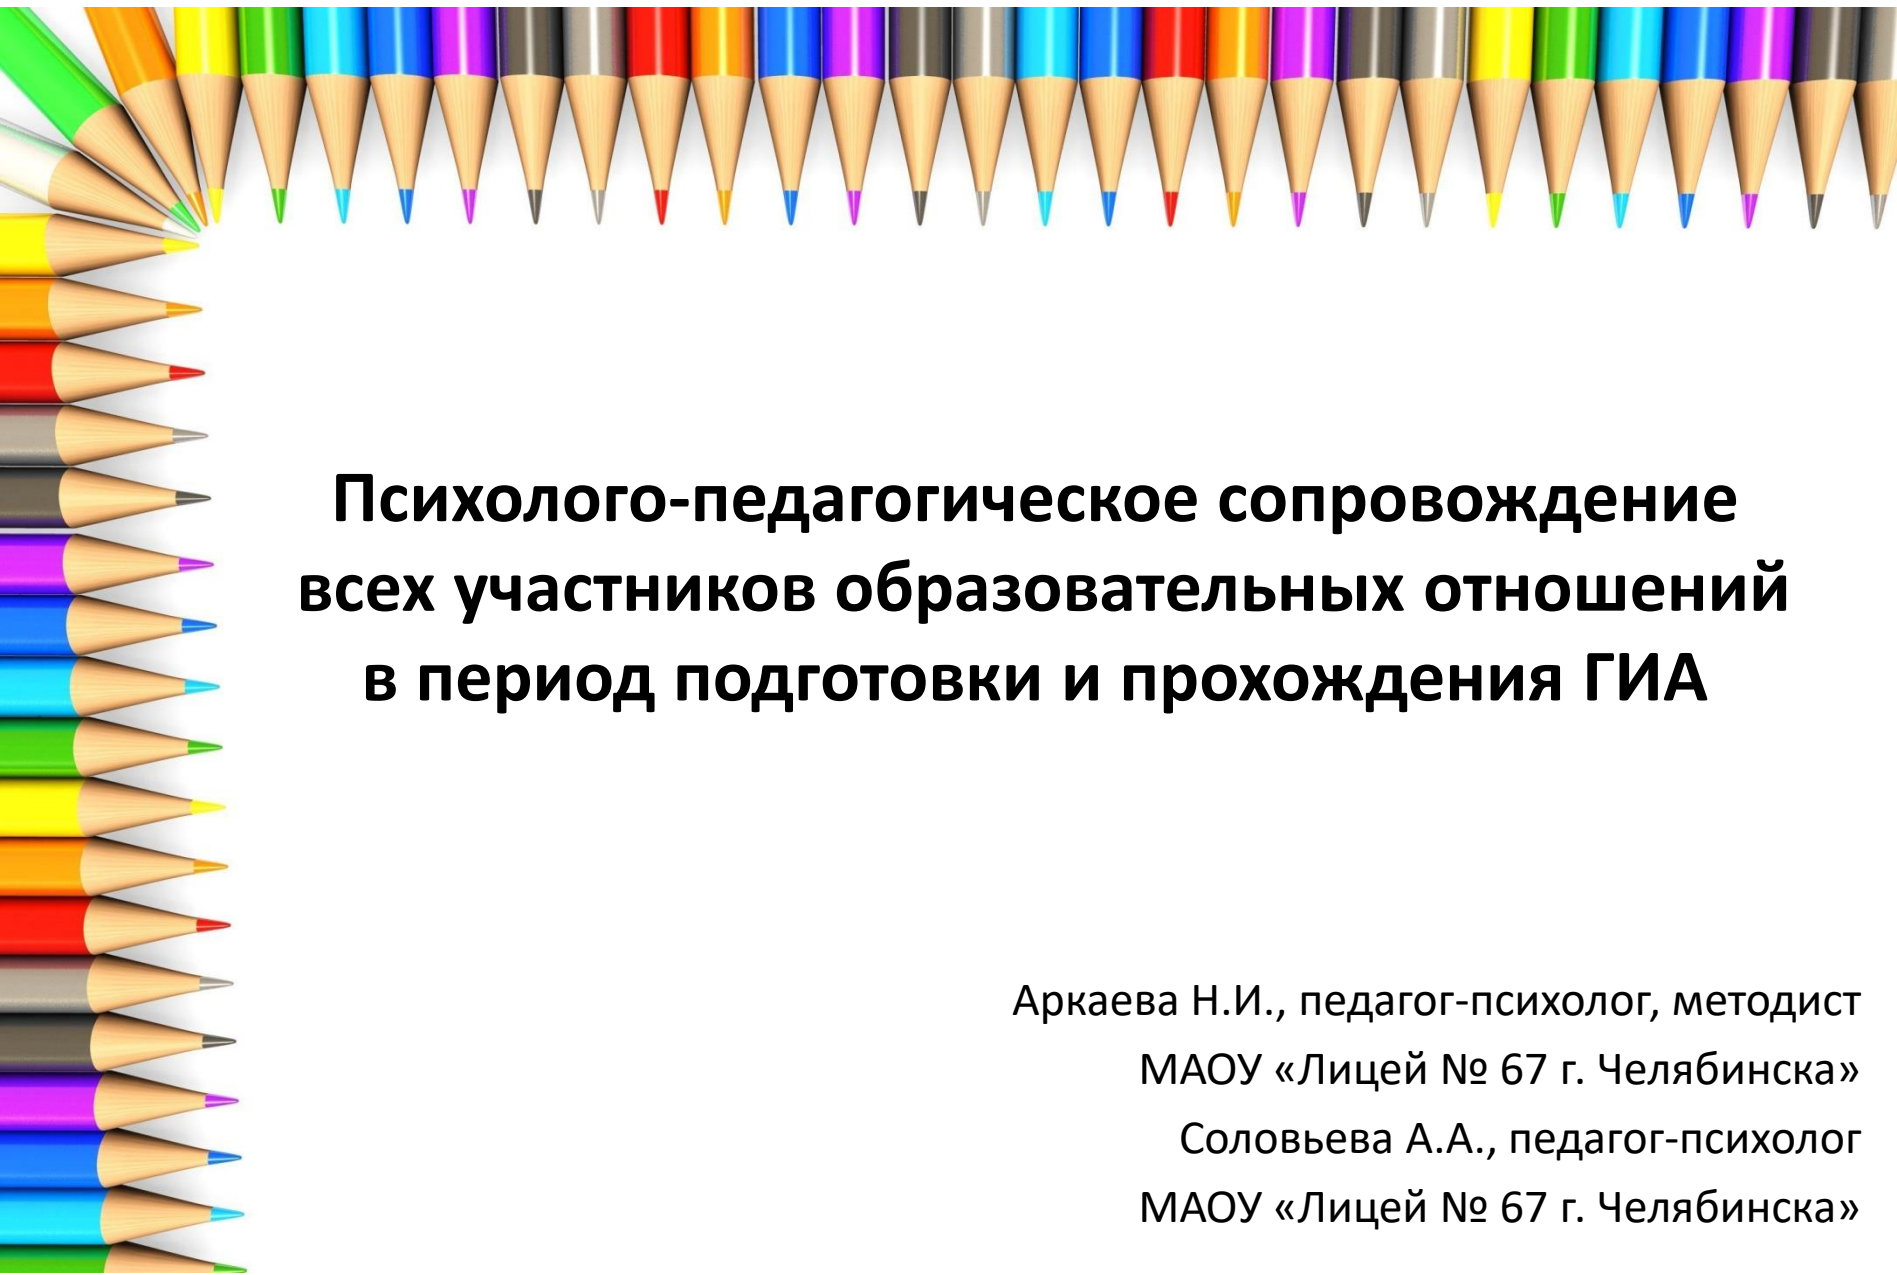 Психолого-педагогическое сопровождение
всех участников образовательных отношений
в период подготовки и прохождения ГИА
Аркаева Н.И., педагог-психолог, методист
МАОУ «Лицей № 67 г. Челябинска»
Соловьева А.А., педагог-психолог
МАОУ «Лицей № 67 г. Челябинска»